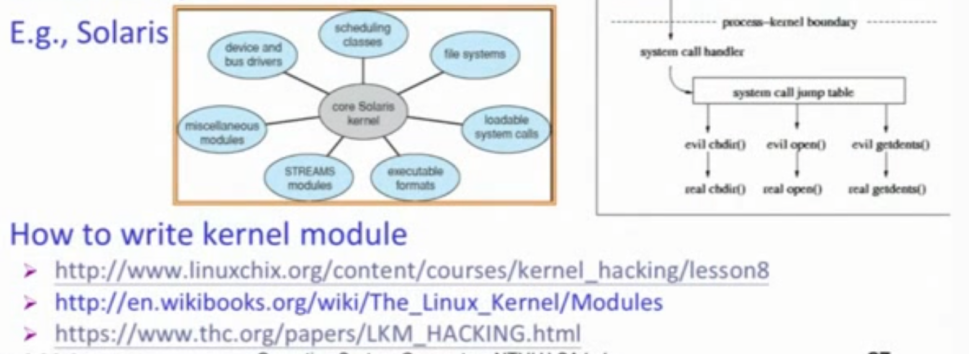 E.g., Solaris
scheduling
classes
device and
bus drivers
file systems
core Solaris
kernel
miscellaneous
modules
loadable
system calls
STREAMS
modules
executable
formats
process-kernel boundary
system call handler
system call jump table
evil chdir() evil open() evil getdents()
real chdir() real open() real getdents()
How to write kernel module
➢ http://www.linuxchix.org/content/courses/kernel_hacking/lesson8
➢ http://en.wikibooks.org/wiki/The_Linux_Kernel/Modules
➢ https://www.thc.org/papers/LKM_HACKING.html